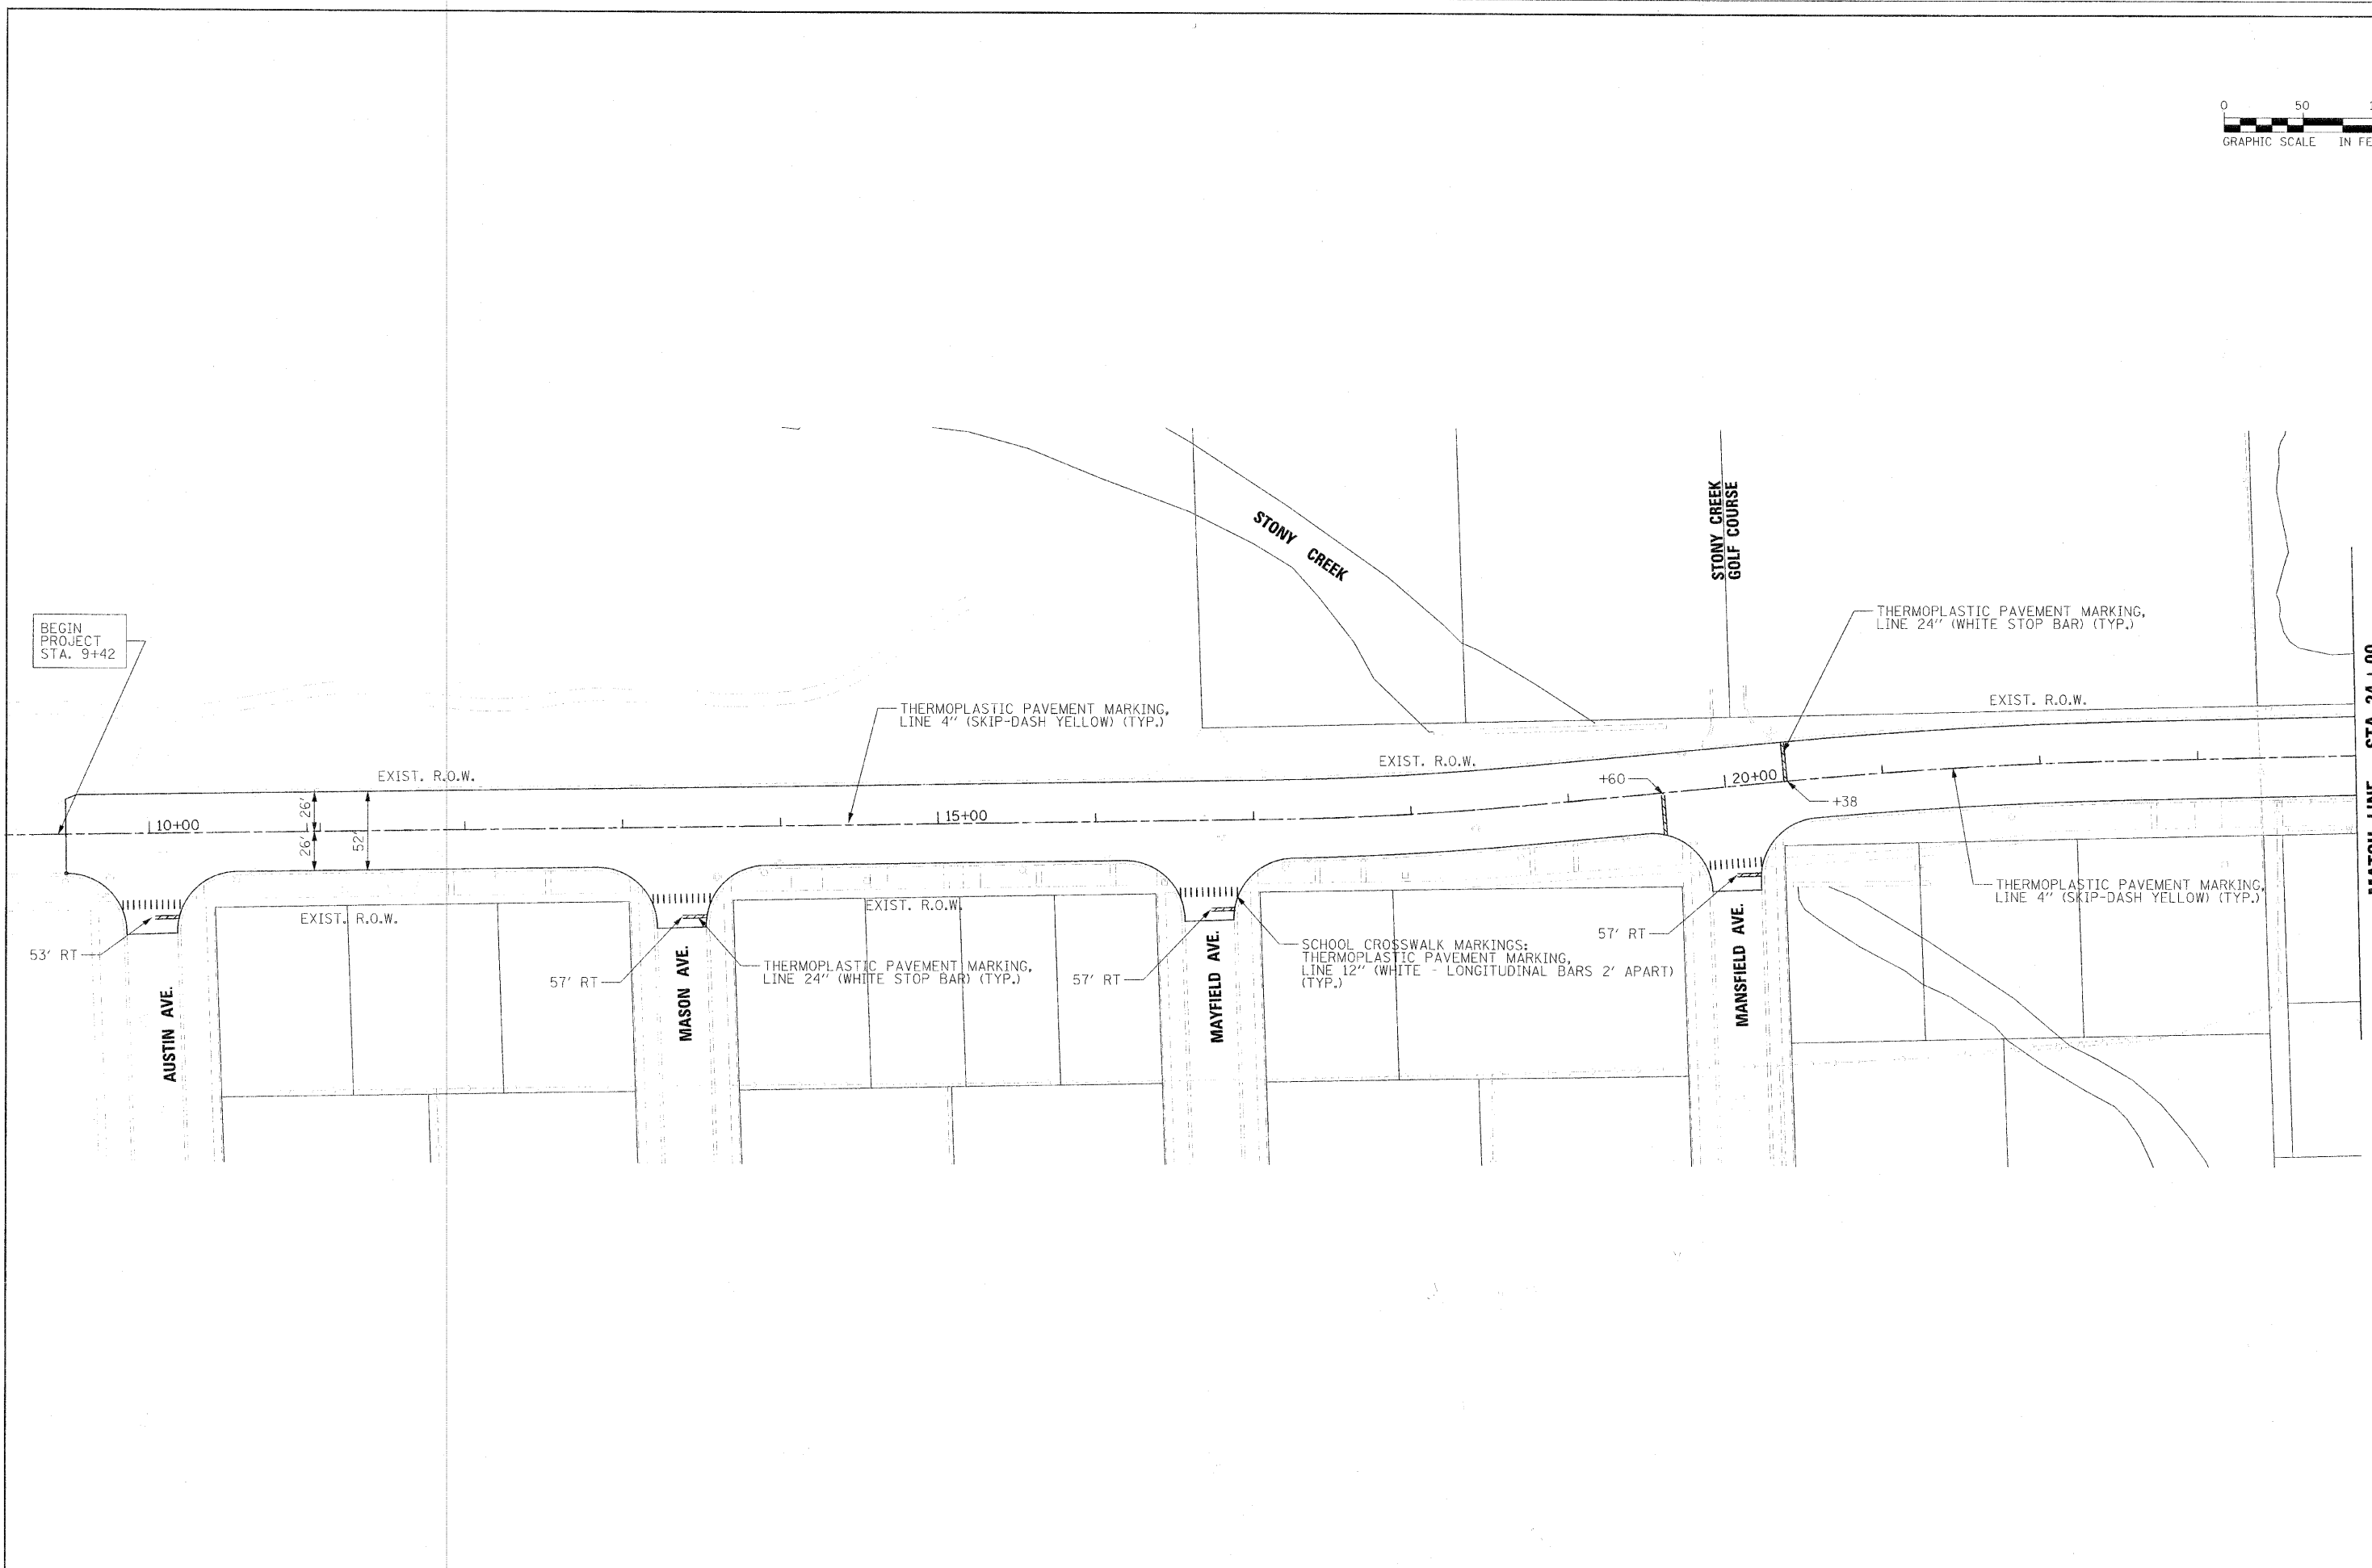 0 50
GRAPHIC SCALE IN FE
STONY CREEK
GOLF COURSE
STONY CREEK
BEGIN
PROJECT
STA. 9+42
THERMOPLASTIC PAVEMENT MARKING,
LINE 24" (WHITE STOP BAR) (TYP.)
THERMOPLASTIC PAVEMENT MARKING,
LINE 4" (SKIP-DASH YELLOW) (TYP.)
EXIST. R.O.W.
EXIST. R.O.W.
EXIST. R.O.W.
MATCH LINE STA. 24+00
10+00
26'
26'
52'
15+00
+60
20+00
+38
EXIST. R.O.W.
EXIST. R.O.W.
53' RT
57' RT
THERMOPLASTIC PAVEMENT MARKING,
LINE 24" (WHITE STOP BAR) (TYP.)
57' RT
SCHOOL CROSSWALK MARKINGS:
THERMOPLASTIC PAVEMENT MARKING,
LINE 12" (WHITE - LONGITUDINAL BARS 2' APART)
(TYP.)
57' RT
THERMOPLASTIC PAVEMENT MARKING,
LINE 4" (SKIP-DASH YELLOW) (TYP.)
AUSTIN AVE.
MASON AVE.
MAYFIELD AVE.
MANSFIELD AVE.